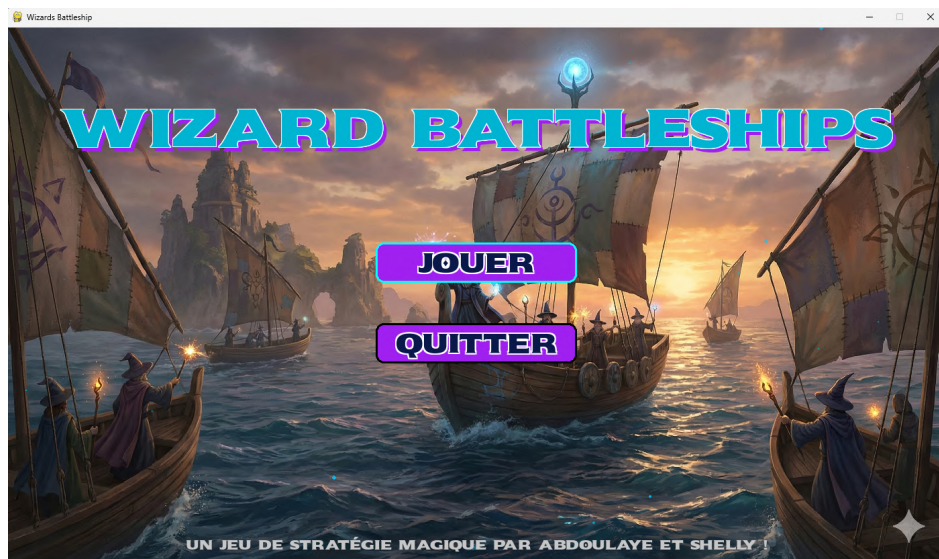 Wizards Battleship
WIZARD BATTLESHIPS
JOUER
QUITTER
UN JEU DE STRATÉGIE MAGIQUE PAR ABDOULAYE ET SHELLY !